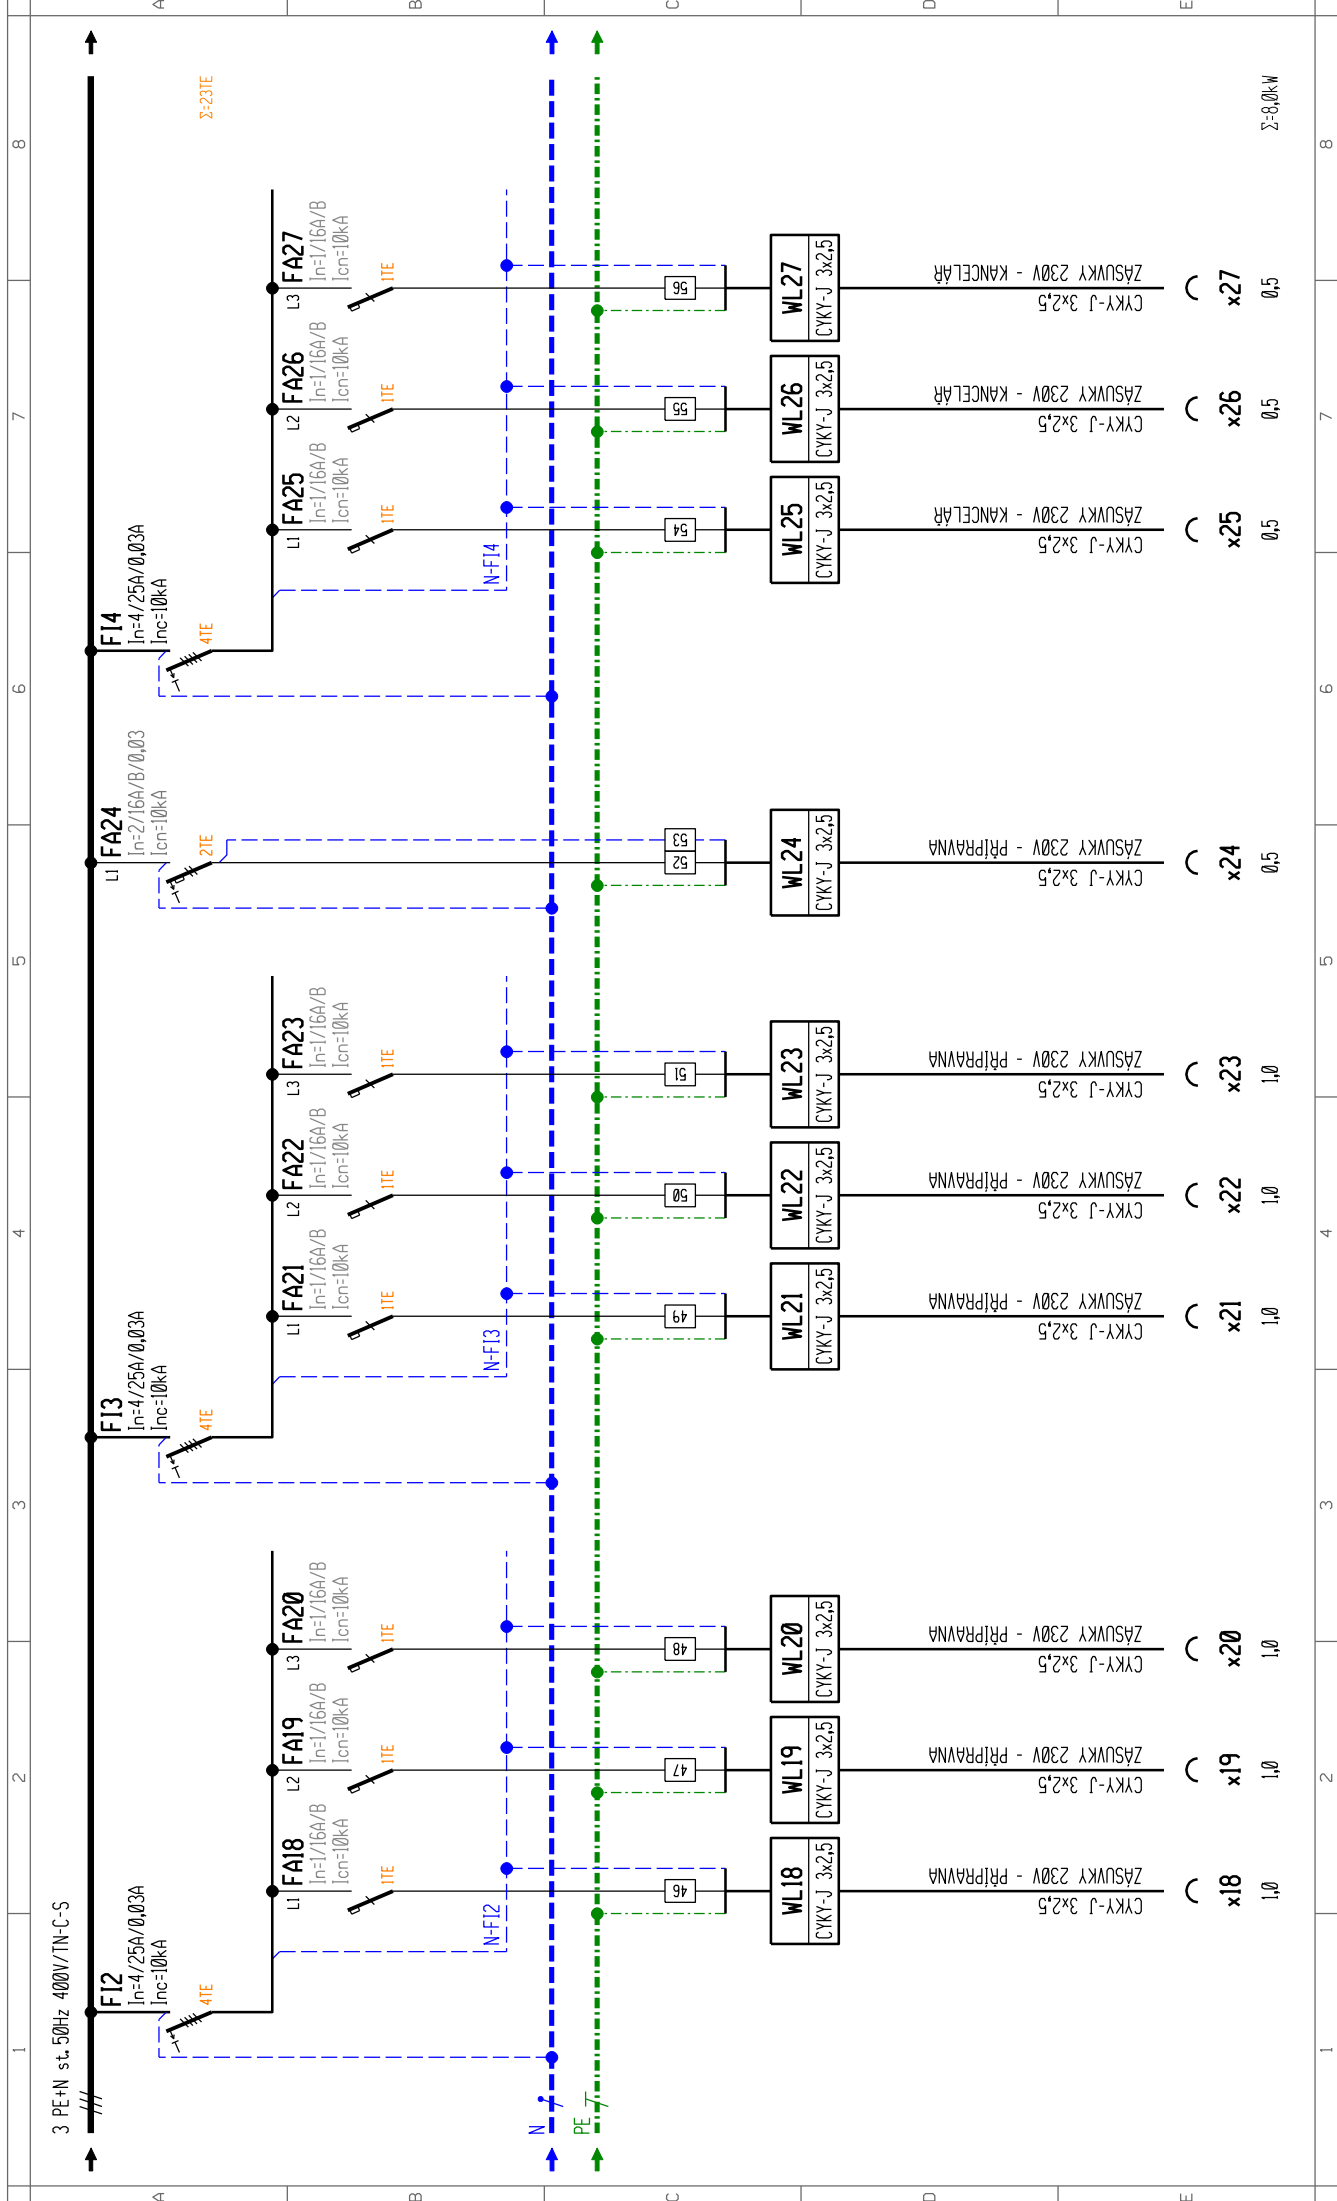 1 2 3 4 5 6 7 8
A A
3 PE+N st. 50Hz 400V/TN-C-S
FI2
In=4/25A/0,03A
Inc=10kA
4TE
FI3
In=4/25A/0,03A
Inc=10kA
4TE
L1
FA24
In=2/16A/B/0,03
Icn=10kA
2TE
FI4
In=4/25A/0,03A
Inc=10kA
4TE
Σ=23TE
L1
FA18
In=1/16A/B
Icn=10kA
1TE
L2
FA19
In=1/16A/B
Icn=10kA
1TE
L3
FA20
In=1/16A/B
Icn=10kA
1TE
L1
FA21
In=1/16A/B
Icn=10kA
1TE
L2
FA22
In=1/16A/B
Icn=10kA
1TE
L3
FA23
In=1/16A/B
Icn=10kA
1TE
L1
FA25
In=1/16A/B
Icn=10kA
1TE
L2
FA26
In=1/16A/B
Icn=10kA
1TE
L3
FA27
In=1/16A/B
Icn=10kA
1TE
B B
N-FI2
N-FI3
N-FI4
N
PE
C C
46 47 48 49 50 51 52 53 54 55 56
WL18
CYKY-J 3x2,5
WL19
CYKY-J 3x2,5
WL20
CYKY-J 3x2,5
WL21
CYKY-J 3x2,5
WL22
CYKY-J 3x2,5
WL23
CYKY-J 3x2,5
WL24
CYKY-J 3x2,5
WL25
CYKY-J 3x2,5
WL26
CYKY-J 3x2,5
WL27
CYKY-J 3x2,5
D D
CYKY-J 3x2,5
ZÁSUVKY 230V - PŘÍPRAVNA
CYKY-J 3x2,5
ZÁSUVKY 230V - PŘÍPRAVNA
CYKY-J 3x2,5
ZÁSUVKY 230V - PŘÍPRAVNA
CYKY-J 3x2,5
ZÁSUVKY 230V - PŘÍPRAVNA
CYKY-J 3x2,5
ZÁSUVKY 230V - PŘÍPRAVNA
CYKY-J 3x2,5
ZÁSUVKY 230V - PŘÍPRAVNA
CYKY-J 3x2,5
ZÁSUVKY 230V - PŘÍPRAVNA
CYKY-J 3x2,5
ZÁSUVKY 230V - KANCELÁŘ
CYKY-J 3x2,5
ZÁSUVKY 230V - KANCELÁŘ
CYKY-J 3x2,5
ZÁSUVKY 230V - KANCELÁŘ
E E
x18 x19 x20 x21 x22 x23 x24 x25 x26 x27
1,0 1,0 1,0 1,0 1,0 1,0 0,5 0,5 0,5 0,5 Σ=8,0kW
1 2 3 4 5 6 7 8